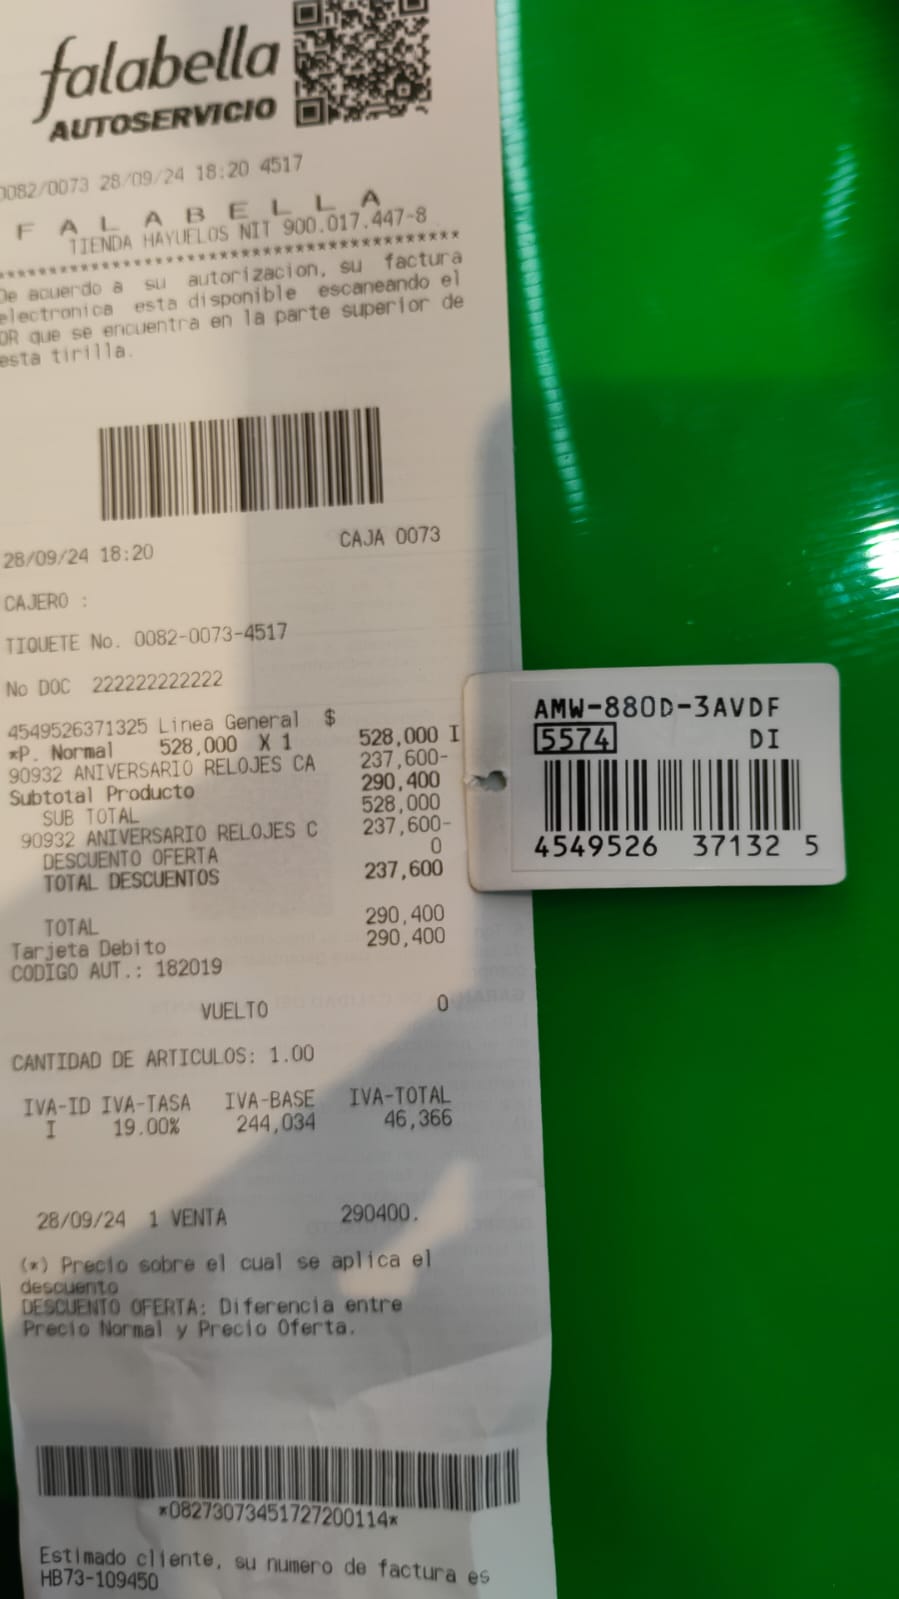 falabella
AUTOSERVICIO
0082/0073 28/09/24 18:20 4517
F A L A B E L L A
TIENDA HAYUELOS NIT 900.017.447-8
****************************************
De acuerdo a su autorizacion, su factura
electronica esta disponible escaneando el
QR que se encuentra en la parte superior de
esta tirilla.
28/09/24 18:20 CAJA 0073
CAJERO :
TIQUETE No. 0082-0073-4517
No DOC 222222222222
4549526371325 Linea General $
*P. Normal 528,000 X 1 528,000 I
90932 ANIVERSARIO RELOJES CA 237,600-
Subtotal Producto 290,400
SUB TOTAL 528,000
90932 ANIVERSARIO RELOJES C 237,600-
DESCUENTO OFERTA 0
TOTAL DESCUENTOS 237,600
TOTAL 290,400
Tarjeta Debito 290,400
CODIGO AUT.: 182019
VUELTO 0
CANTIDAD DE ARTICULOS: 1.00
IVA-ID IVA-TASA IVA-BASE IVA-TOTAL
I 19.00% 244,034 46,366
28/09/24 1 VENTA 290400.
(*) Precio sobre el cual se aplica el
descuento
DESCUENTO OFERTA: Diferencia entre
Precio Normal y Precio Oferta.
*08273073451727200114*
Estimado cliente, su numero de factura es
HB73-109450
AMW-880D-3AVDF
5574 DI
4549526 37132 5